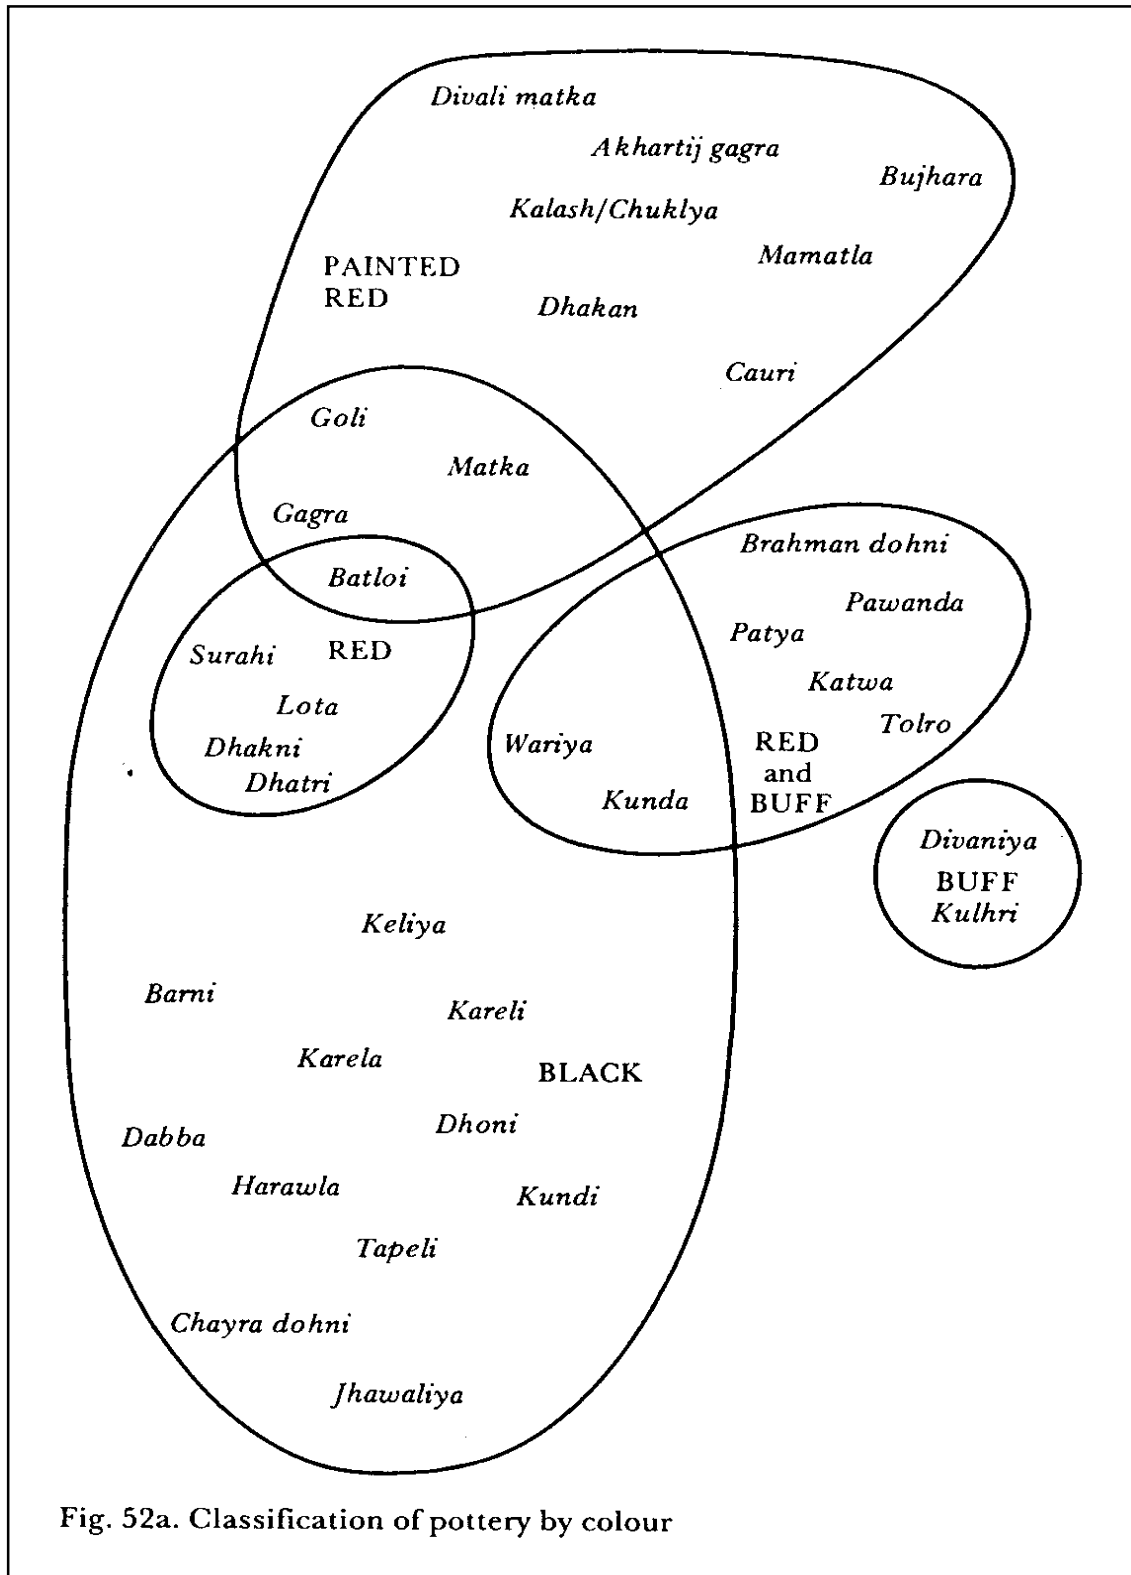 Divali matka
Akhartij gagra
Bujhara
Kalash/Chuklya
Mamatla
PAINTED
RED
Dhakan
Cauri
Goli
Matka
Gagra
Batloi
Brahman dohni
Pawanda
Patya
Surahi
RED
Katwa
Lota
Tolro
Dhakni
Wariya
RED
and
BUFF
Dhatri
Kunda
Divaniya
BUFF
Kulhri
Keliya
Barni
Kareli
Karela
BLACK
Dabba
Dhoni
Harawla
Kundi
Tapeli
Chayra dohni
Jhawaliya
Fig. 52a. Classification of pottery by colour